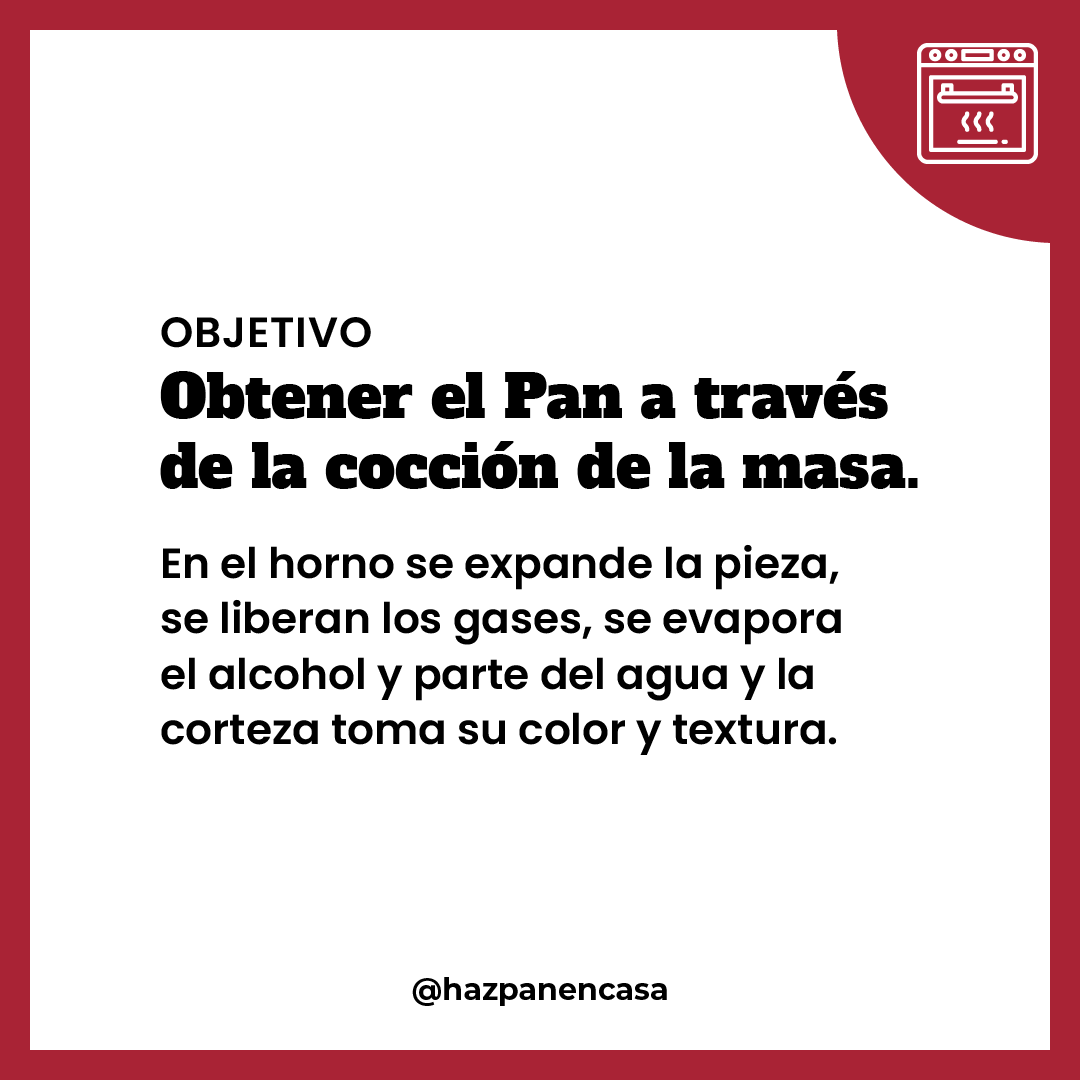 OBJETIVO
Obtener el Pan a través
de la cocción de la masa.
En el horno se expande la pieza,
se liberan los gases, se evapora
el alcohol y parte del agua y la
corteza toma su color y textura.
@hazpanencasa